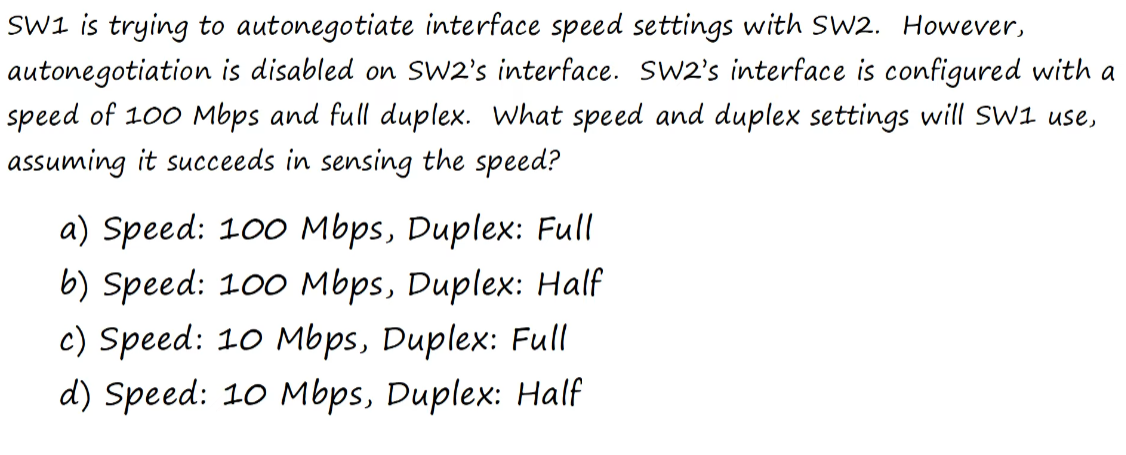 SW1 is trying to autonegotiate interface speed settings with SW2. However,
autonegotiation is disabled on SW2's interface. SW2's interface is configured with a
speed of 100 Mbps and full duplex. What speed and duplex settings will SW1 use,
assuming it succeeds in sensing the speed?
a) Speed: 100 Mbps, Duplex: Full
b) Speed: 100 Mbps, Duplex: Half
c) Speed: 10 Mbps, Duplex: Full
d) Speed: 10 Mbps, Duplex: Half